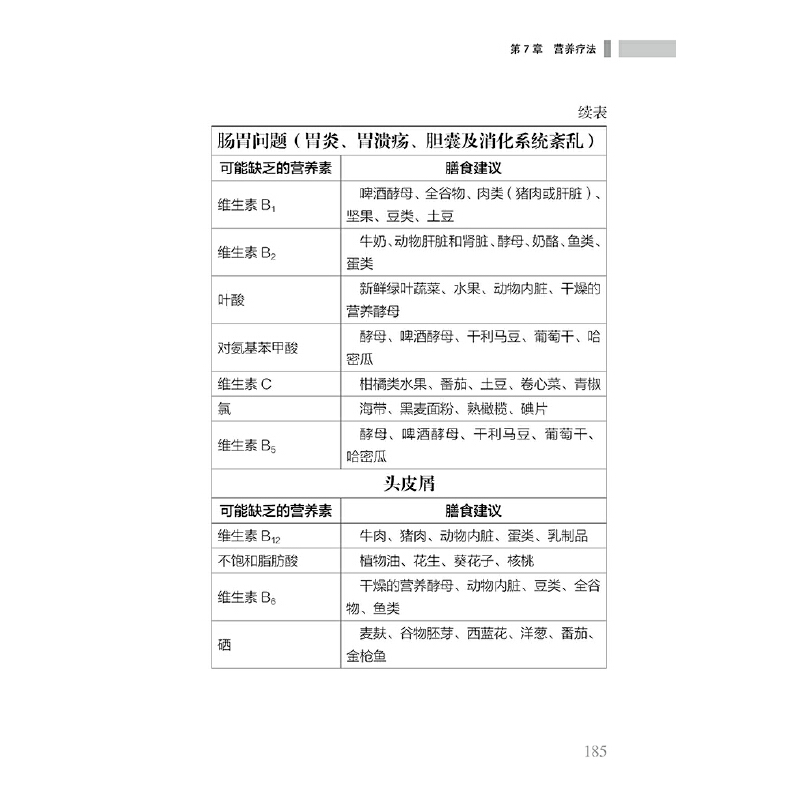 第7章 营养疗法
续表
肠胃问题（胃炎、胃溃疡、胆囊及消化系统紊乱）
可能缺乏的营养素 膳食建议
维生素 B1 啤酒酵母、全谷物、肉类（猪肉或肝脏）、
坚果、豆类、土豆
维生素 B2 牛奶、动物肝脏和肾脏、酵母、奶酪、鱼类、
蛋类
叶酸 新鲜绿叶蔬菜、水果、动物内脏、干燥的
营养酵母
对氨基苯甲酸 酵母、啤酒酵母、干利马豆、葡萄干、哈
密瓜
维生素 C 柑橘类水果、番茄、土豆、卷心菜、青椒
氯 海带、黑麦面粉、熟橄榄、碘片
维生素 B5 酵母、啤酒酵母、干利马豆、葡萄干、
哈密瓜
头皮屑
可能缺乏的营养素 膳食建议
维生素 B12 牛肉、猪肉、动物内脏、蛋类、乳制品
不饱和脂肪酸 植物油、花生、葵花子、核桃
维生素 B6 干燥的营养酵母、动物内脏、豆类、全谷
物、鱼类
硒 麦麸、谷物胚芽、西蓝花、洋葱、番茄、
金枪鱼
185